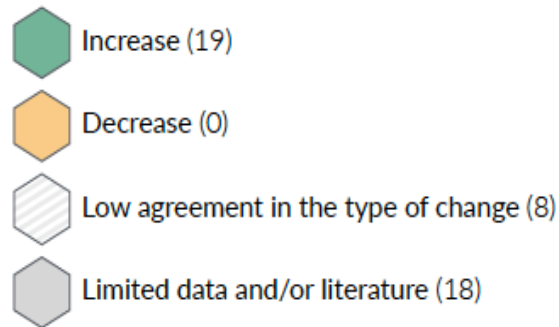 Increase (19)
Decrease (0)
Low agreement in the type of change (8)
Limited data and/or literature (18)